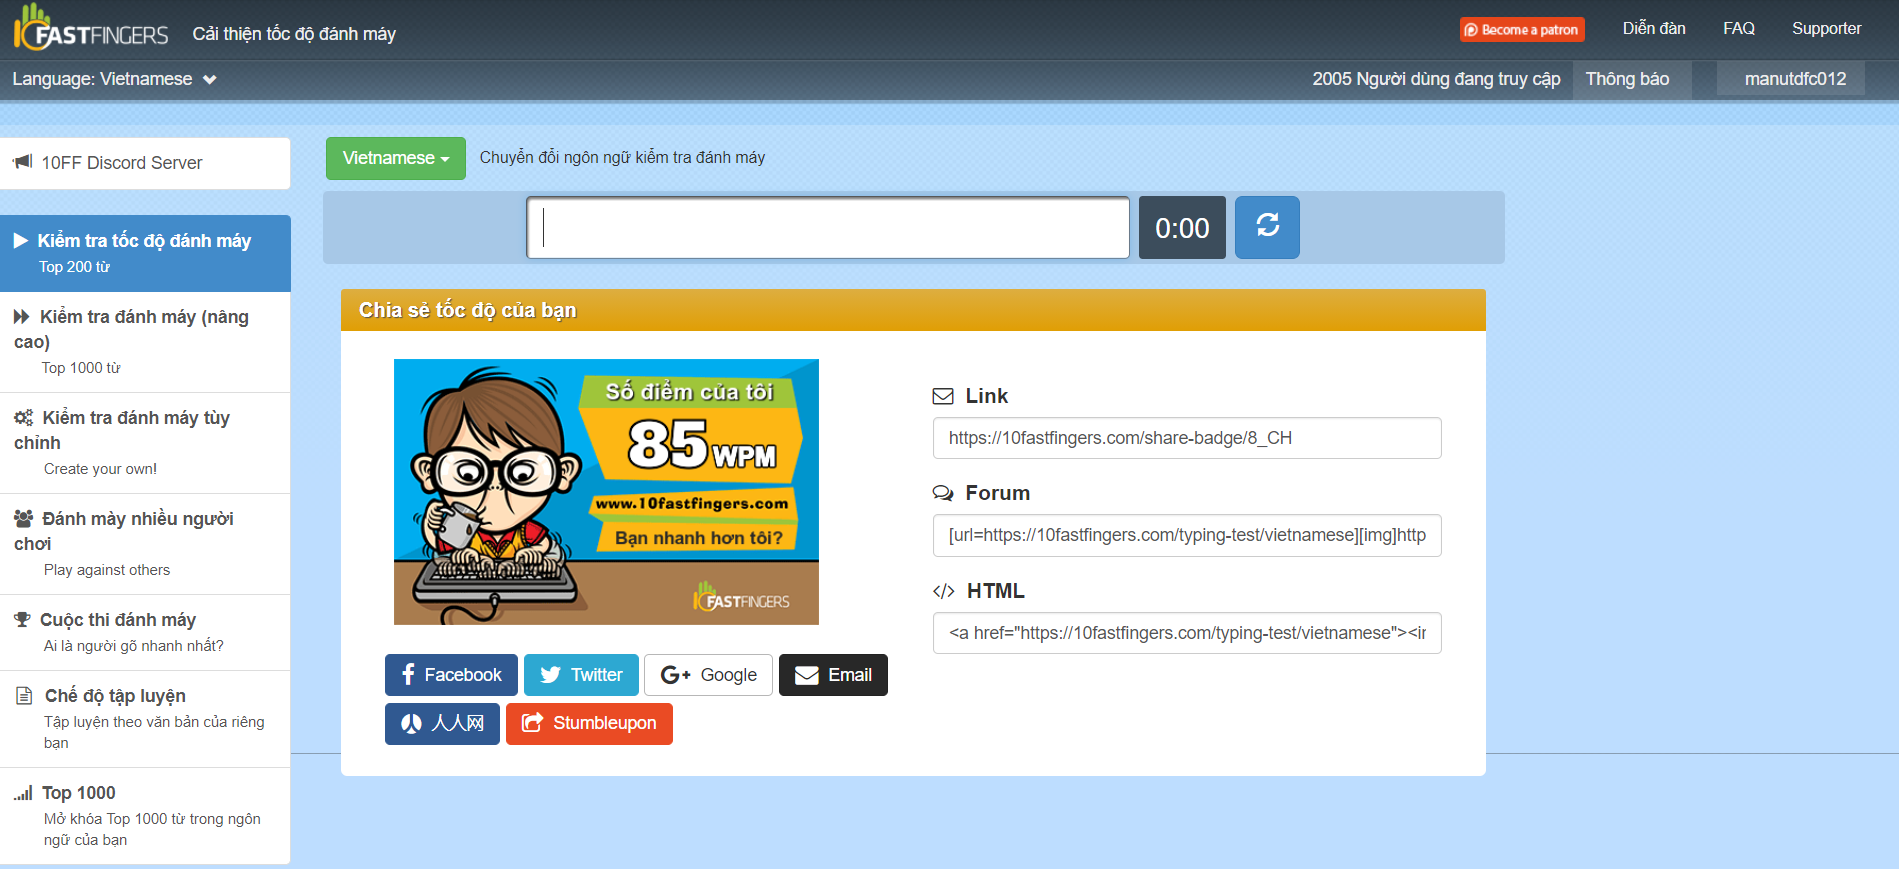 FASTFINGERS
Cải thiện tốc độ đánh máy
Become a patron
Diễn đàn
FAQ
Supporter
Language: Vietnamese
2005 Người dùng đang truy cập
Thông báo
manutdfc012
10FF Discord Server
Kiểm tra tốc độ đánh máy
Top 200 từ
Kiểm tra đánh máy (nâng
cao)
Top 1000 từ
Kiểm tra đánh máy tùy
chỉnh
Create your own!
Đánh mày nhiều người
chơi
Play against others
Cuộc thi đánh máy
Ai là người gõ nhanh nhất?
Chế độ tập luyện
Tập luyện theo văn bản của riêng
bạn
Top 1000
Mở khóa Top 1000 từ trong ngôn
ngữ của bạn
Vietnamese
Chuyển đổi ngôn ngữ kiểm tra đánh máy
0:00
Chia sẻ tốc độ của bạn
Số điểm của tôi
85 WPM
www.10fastfingers.com
Bạn nhanh hơn tôi?
FASTFINGERS
Facebook
Twitter
G+ Google
Email
人人网
Stumbleupon
Link
https://10fastfingers.com/share-badge/8_CH
Forum
[url=https://10fastfingers.com/typing-test/vietnamese][img]http
</> HTML
<a href="https://10fastfingers.com/typing-test/vietnamese"><ir